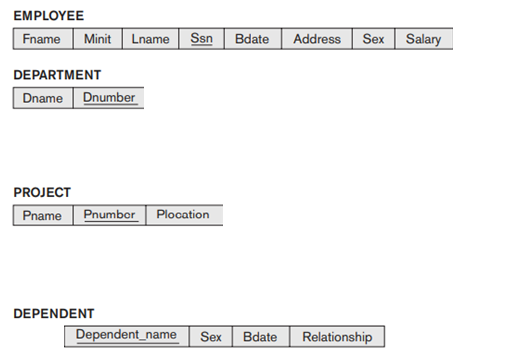 EMPLOYEE
Fname Minit Lname Ssn Bdate Address Sex Salary
DEPARTMENT
Dname Dnumber
PROJECT
Pname Pnumber Plocation
DEPENDENT
Dependent_name Sex Bdate Relationship